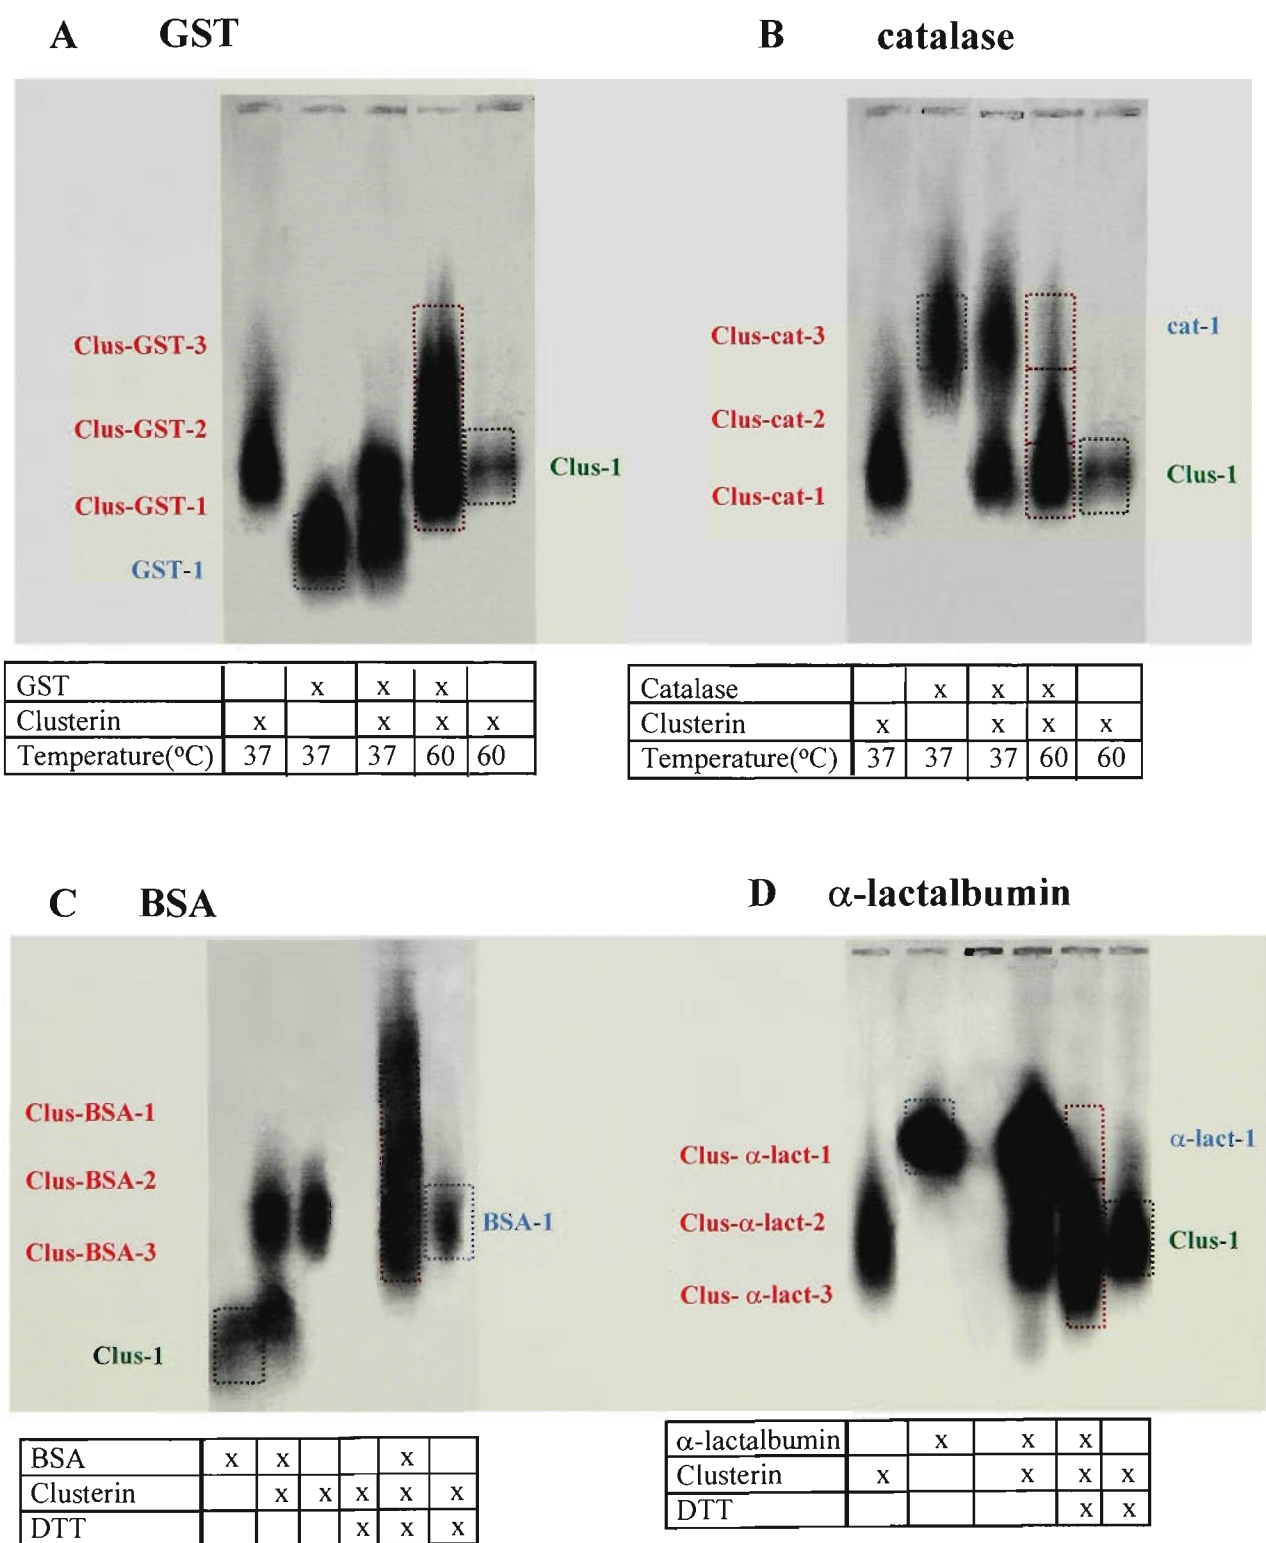 A GST
Clus-GST-3
Clus-GST-2
Clus-GST-1
GST-1
Clus-1
GST x x x
Clusterin x x x x
Temperature(°C) 37 37 37 60 60
B catalase
Clus-cat-3
Clus-cat-2
Clus-cat-1
cat-1
Clus-1
Catalase x x x
Clusterin x x x x
Temperature(°C) 37 37 37 60 60
C BSA
Clus-BSA-1
Clus-BSA-2
Clus-BSA-3
Clus-1
BSA-1
BSA x x x
Clusterin x x x x x
DTT x x x
D α-lactalbumin
Clus- α-lact-1
Clus-α-lact-2
Clus- α-lact-3
α-lact-1
Clus-1
α-lactalbumin x x x
Clusterin x x x x
DTT x x